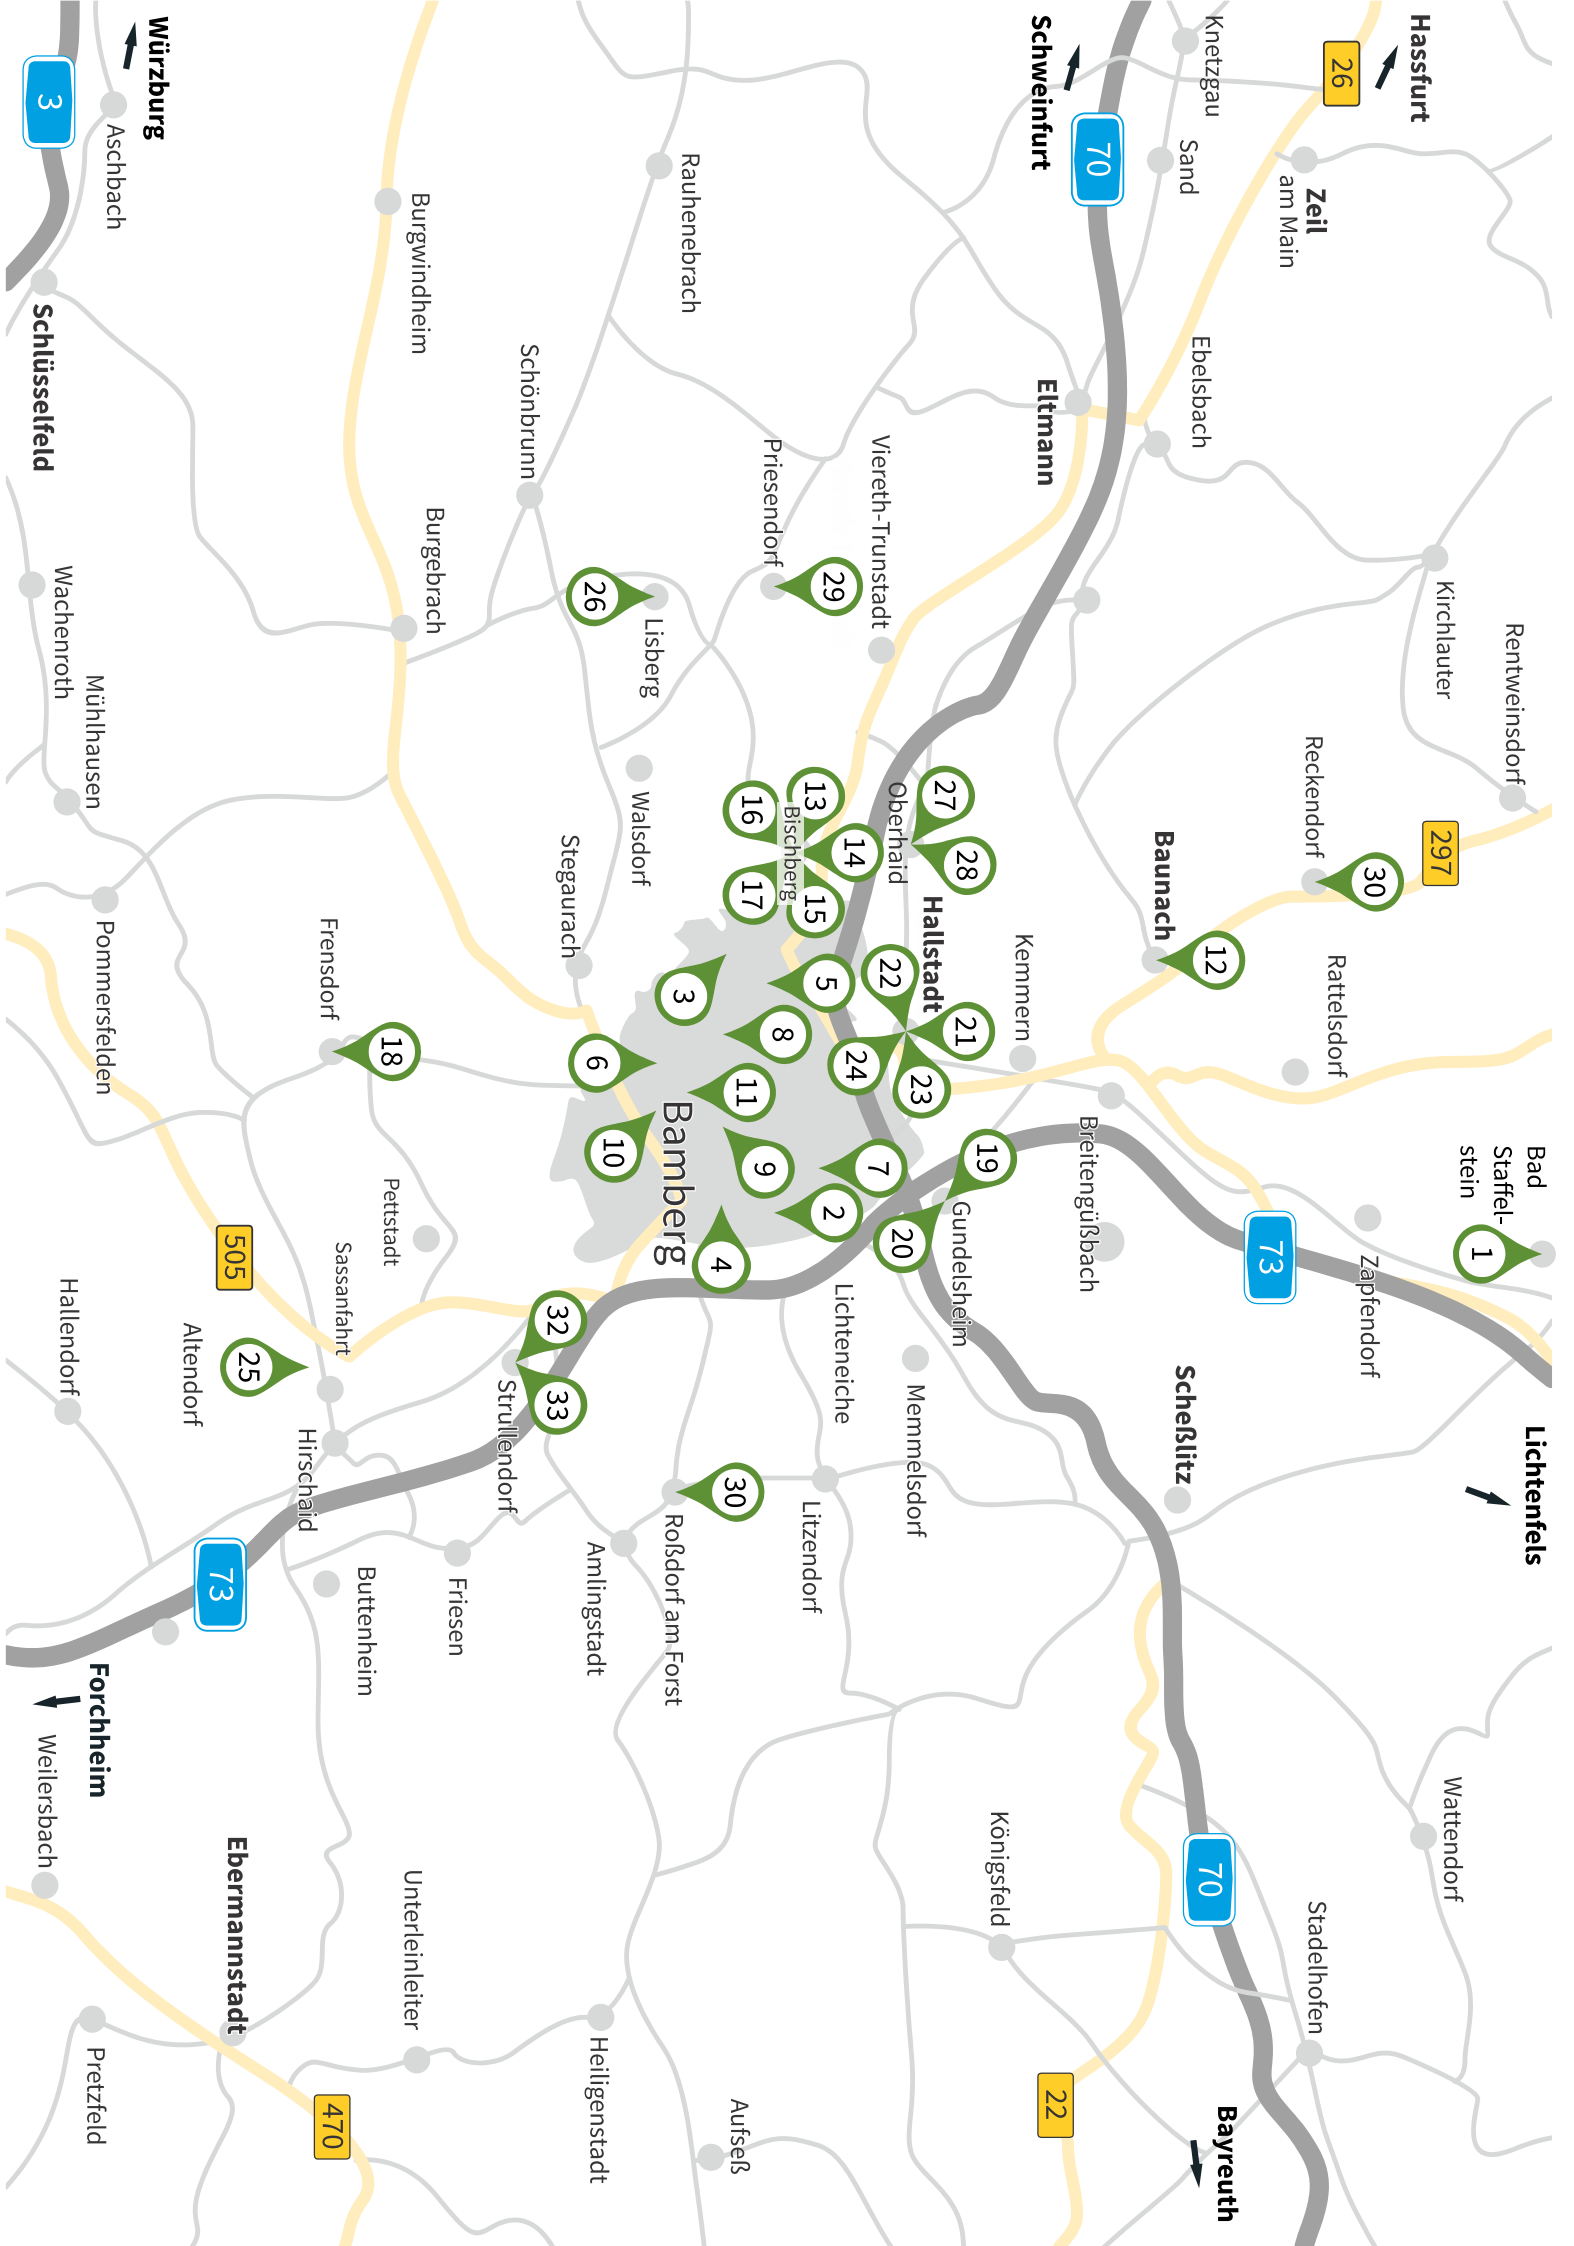 Hassfurt
26
Knetzgau
Schweinfurt
70
Sand
Zeil
am Main
Würzburg
3
Aschbach
Schlüsselfeld
Burgwindheim
Rauhenebrach
Schönbrunn
Eltmann
Ebelsbach
Priesendorf
Viereth-Trunstadt
29
26
Lisberg
Burgebrach
Wachenroth
Mühlhausen
Kirchlauter
Rentweinsdorf
Reckendorf
297
30
Baunach
12
Rattelsdorf
Kemmern
Oberhaid
27
28
Hallstadt
13
14
15
16
17
Bischberg
Walsdorf
Stegaurach
Pommersfelden
Frensdorf
18
3
5
8
6
11
10
9
7
2
4
Bamberg
22
21
24
23
19
20
Gundelsheim
Breitengüßbach
Bad
Staffel-
stein
1
73
Zapfendorf
Lichtenfels
Scheßlitz
Lichteneiche
Memmelsdorf
Litzendorf
30
Roßdorf am Forst
Amlingstadt
32
33
Strullendorf
Pettstadt
Sassanfahrt
505
25
Altendorf
Hallendorf
Hirschaid
73
Friesen
Buttenheim
Forchheim
Weilersbach
Ebermannstadt
Unterleinleiter
Pretzfeld
470
Heiligenstadt
Aufseß
Königsfeld
22
70
Wattendorf
Stadelhofen
Bayreuth